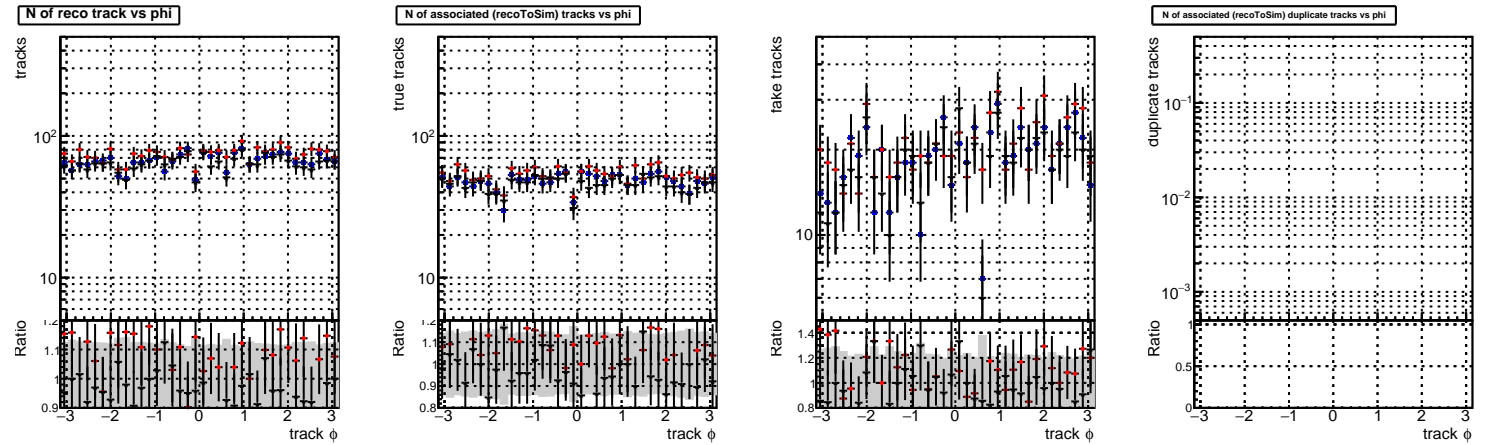 N of reco track vs phi
tracks
10²
10
Ratio
1.2
1.1
1
0.9
−3 −2 −1 0 1 2 3
track ϕ
N of associated (recoToSim) tracks vs phi
true tracks
10²
10
Ratio
1.2
1.1
1
0.9
0.8
−3 −2 −1 0 1 2 3
track ϕ
fake tracks
10
Ratio
1.4
1.2
1
0.8
−3 −2 −1 0 1 2 3
track ϕ
N of associated (recoToSim) duplicate tracks vs phi
duplicate tracks
10⁻¹
10⁻²
10⁻³
Ratio
1
0.5
0
−3 −2 −1 0 1 2 3
track ϕ